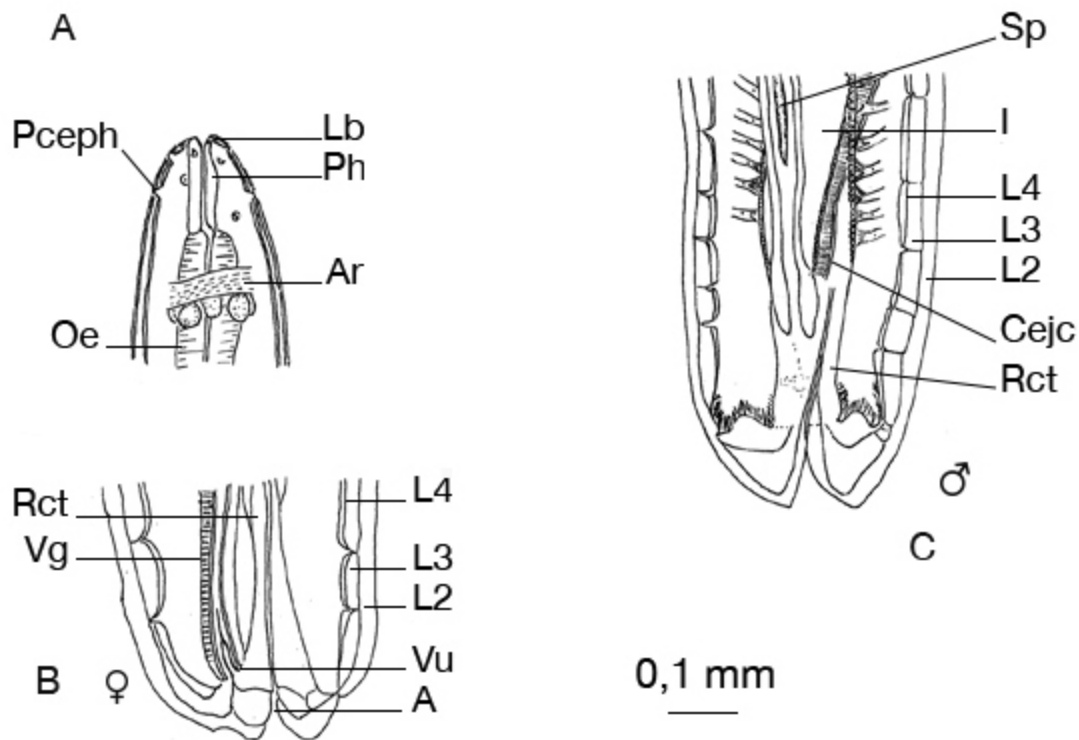 A
Pceph
Lb
Ph
Ar
Oe
Rct
Vg
L4
L3
L2
Vu
A
B ♀
Sp
I
L4
L3
L2
Cejc
Rct
♂
C
0,1 mm